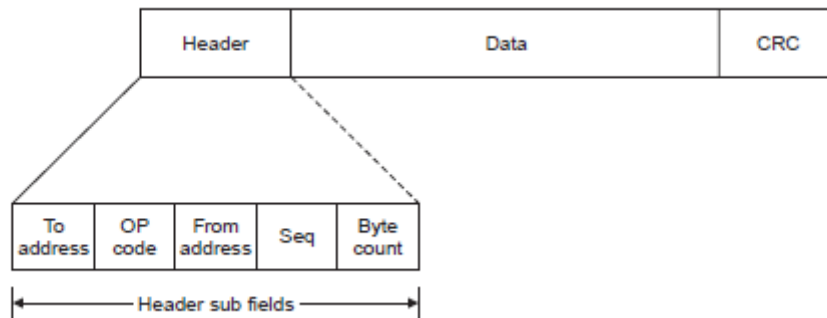 Header Data CRC
To address OP code From address Seq Byte count
Header sub fields